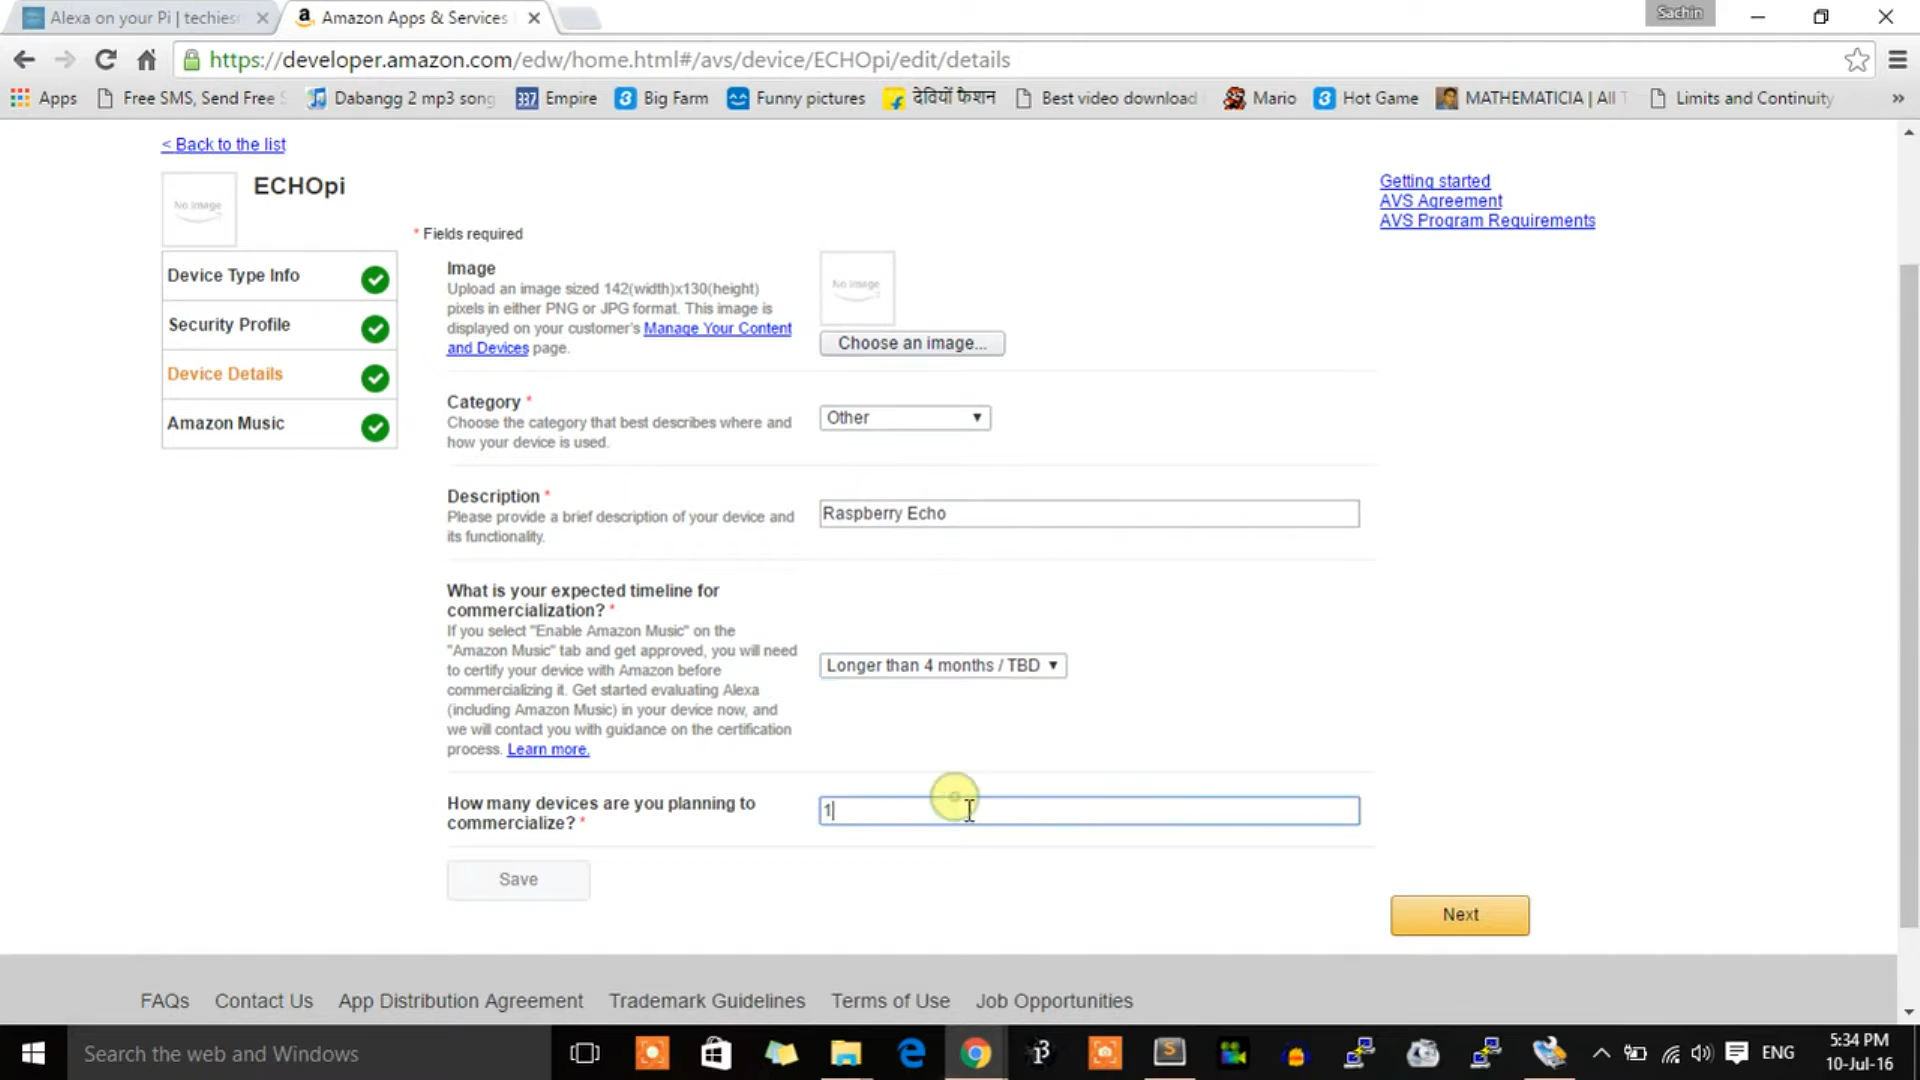 Alexa on your Pi | techiesm
Amazon Apps & Services
Sachin
https://developer.amazon.com/edw/home.html#/avs/device/ECHOpi/edit/details
Apps
Free SMS, Send Free S
Dabangg 2 mp3 song
337
Empire
3
Big Farm
Funny pictures
देवियों फैशन
Best video download
Mario
3
Hot Game
MATHEMATICIA | All T
Limits and Continuity
»
< Back to the list
No image
ECHOpi
Getting started
AVS Agreement
AVS Program Requirements
* Fields required
Device Type Info
Security Profile
Device Details
Amazon Music
Image
Upload an image sized 142(width)x130(height)
pixels in either PNG or JPG format. This image is
displayed on your customer's Manage Your Content
and Devices page.
No image
Choose an image...
Category *
Choose the category that best describes where and
how your device is used.
Other
Description *
Please provide a brief description of your device and
its functionality.
Raspberry Echo
What is your expected timeline for
commercialization? *
If you select "Enable Amazon Music" on the
"Amazon Music" tab and get approved, you will need
to certify your device with Amazon before
commercializing it. Get started evaluating Alexa
(including Amazon Music) in your device now, and
we will contact you with guidance on the certification
process. Learn more.
Longer than 4 months / TBD
How many devices are you planning to
commercialize? *
1
Save
Next
FAQs
Contact Us
App Distribution Agreement
Trademark Guidelines
Terms of Use
Job Opportunities
Search the web and Windows
ENG
5:34 PM
10-Jul-16